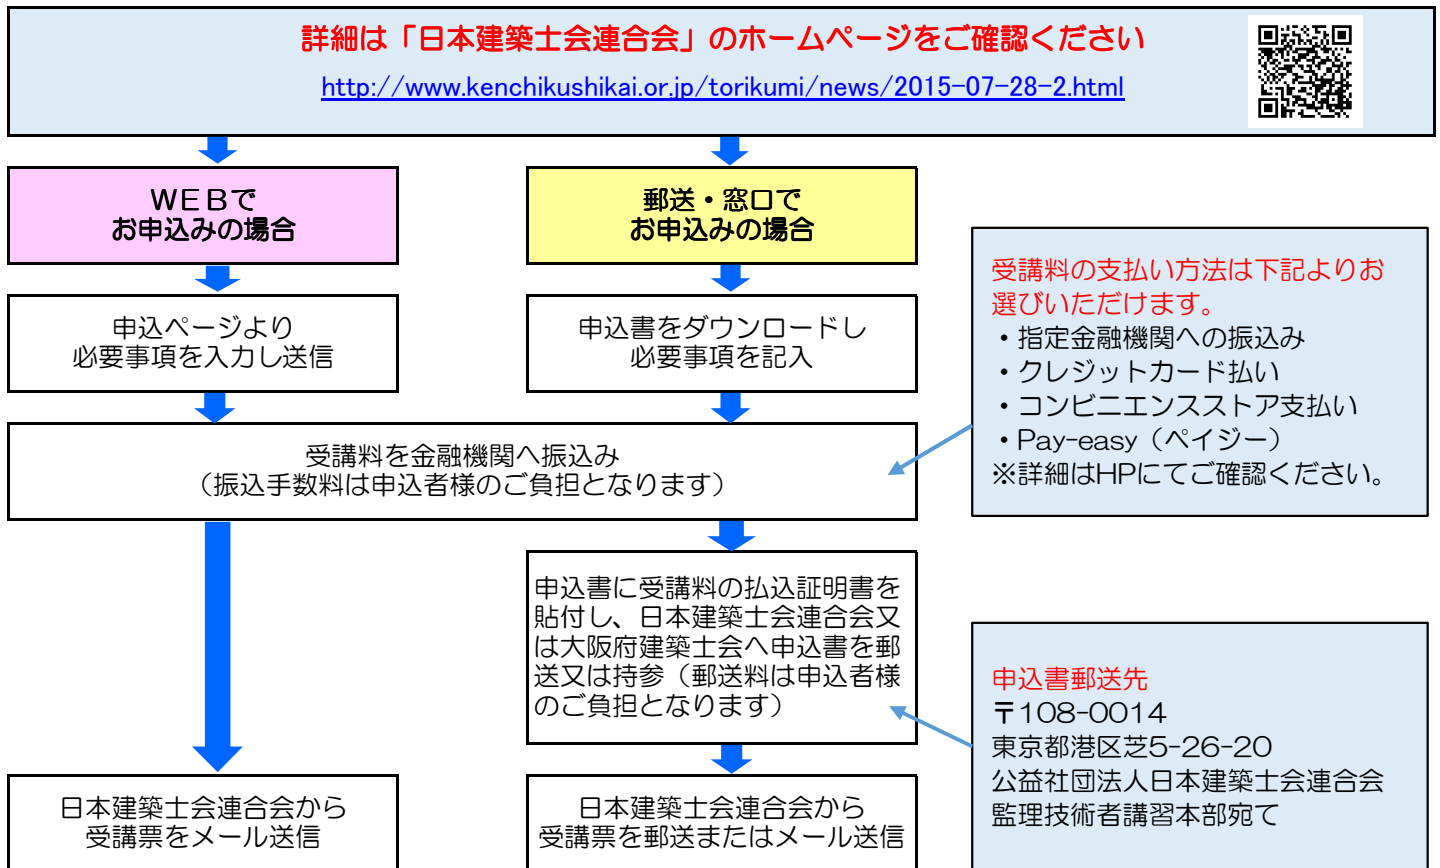 詳細は「日本建築士会連合会」のホームページをご確認ください
http://www.kenchikushikai.or.jp/torikumi/news/2015-07-28-2.html
ＷＥＢで
お申込みの場合
郵送・窓口で
お申込みの場合
申込ページより
必要事項を入力し送信
申込書をダウンロードし
必要事項を記入
受講料の支払い方法は下記よりお
選びいただけます。
・指定金融機関への振込み
・クレジットカード払い
・コンビニエンスストア支払い
・Pay-easy（ペイジー）
※詳細はHPにてご確認ください。
受講料を金融機関へ振込み
（振込手数料は申込者様のご負担となります）
申込書に受講料の払込証明書を
貼付し、日本建築士会連合会又
は大阪府建築士会へ申込書を郵
送又は持参（郵送料は申込者様
のご負担となります）
申込書郵送先
〒108-0014
東京都港区芝5-26-20
公益社団法人日本建築士会連合会
監理技術者講習本部宛て
日本建築士会連合会から
受講票をメール送信
日本建築士会連合会から
受講票を郵送またはメール送信